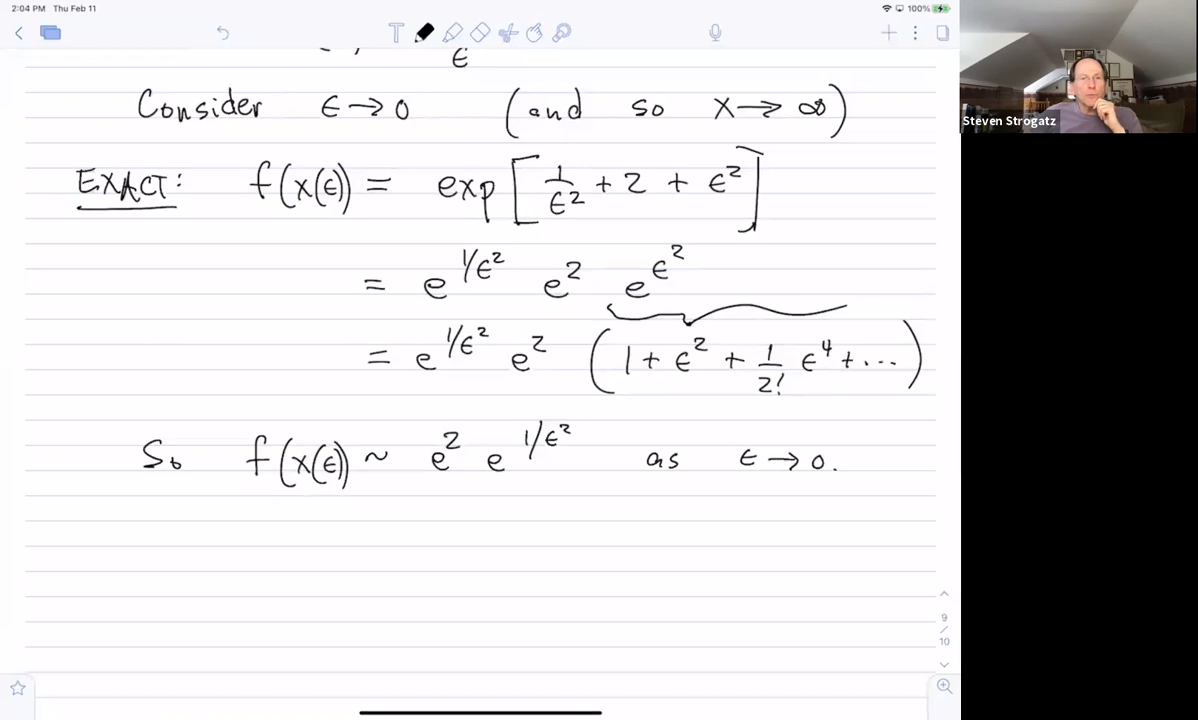 2:04 PM Thu Feb 11
100%
ϵ
Consider ϵ → 0 (and so x → ∞)
EXACT: f(x(ϵ)) = exp[1/ϵ² + 2 + ϵ²]
= e^{1/ϵ²} e² e^{ϵ²}
= e^{1/ϵ²} e² (1 + ϵ² + 1/2! ϵ⁴ + ...)
So f(x(ϵ)) ~ e² e^{1/ϵ²} as ϵ → 0.
Steven Strogatz
9
/
10